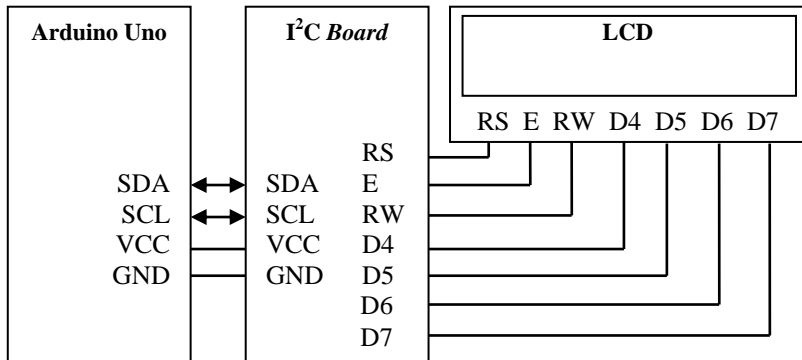 Arduino Uno
I²C Board
LCD
RS E RW D4 D5 D6 D7
RS
SDA SDA E
SCL SCL RW
VCC VCC D4
GND GND D5
D6
D7